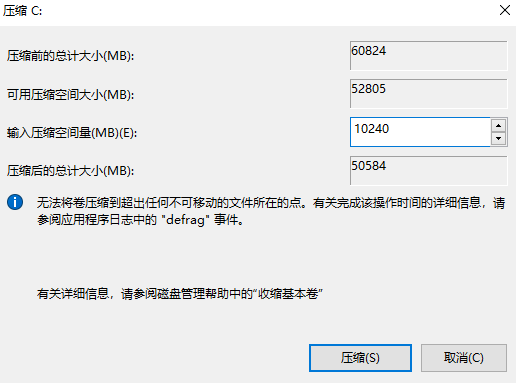 压缩 C:
压缩前的总计大小(MB):
60824
可用压缩空间大小(MB):
52805
输入压缩空间量(MB)(E):
10240
压缩后的总计大小(MB):
50584
无法将卷压缩到超出任何不可移动的文件所在的点。有关完成该操作时间的详细信息，请
参阅应用程序日志中的 "defrag" 事件。
有关详细信息，请参阅磁盘管理帮助中的“收缩基本卷”
压缩(S)
取消(C)